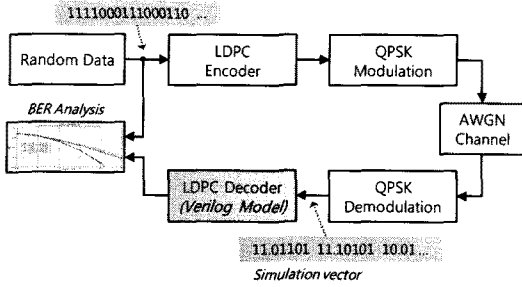 1111000111000110 ...
Random Data
LDPC
Encoder
QPSK
Modulation
BER Analysis
AWGN
Channel
LDPC Decoder
(Verilog Model)
QPSK
Demodulation
11.01101 11.10101 10.01...
Simulation vector